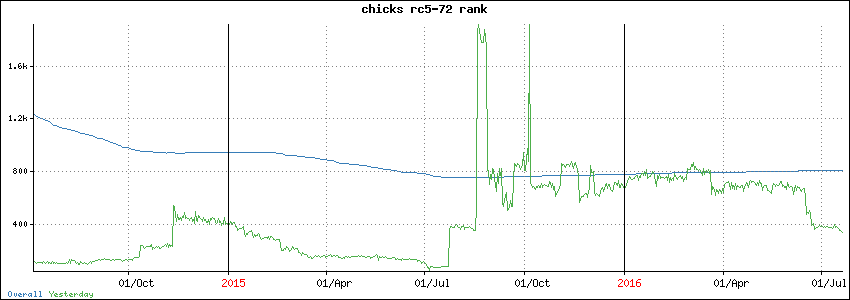 chicks rc5-72 rank
1.6k
1.2k
800
400
01/Oct 2015 01/Apr 01/Jul 01/Oct 2016 01/Apr 01/Jul
Overall Yesterday